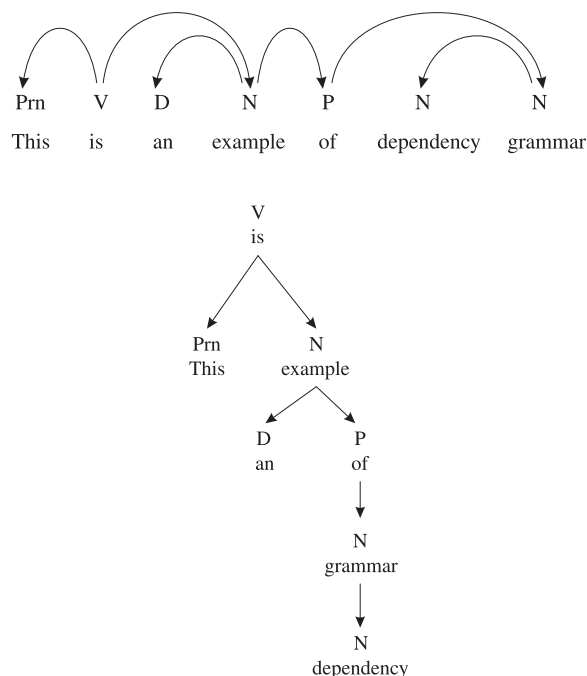 Prn V D N P N N
This is an example of dependency grammar
V
is
Prn N
This example
D P
an of
N
grammar
N
dependency